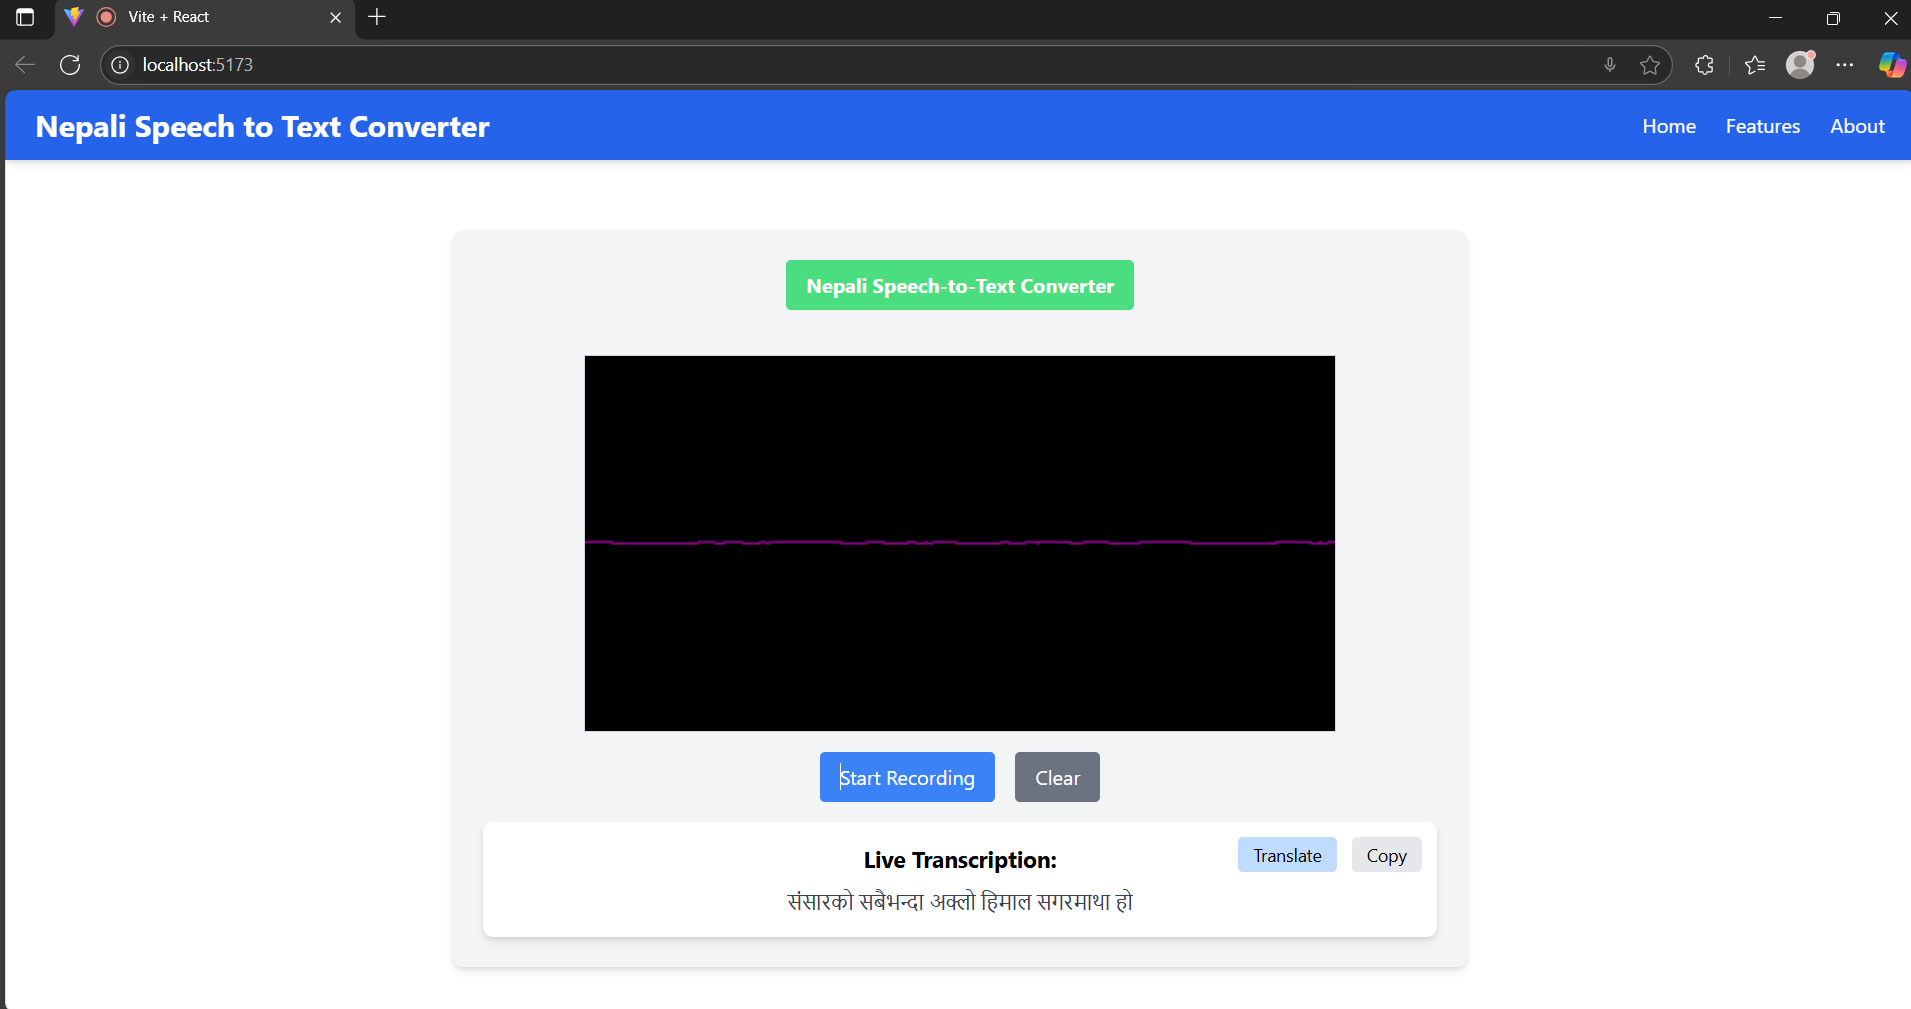 Vite + React
localhost:5173
Nepali Speech to Text Converter
Home Features About
Nepali Speech-to-Text Converter
Start Recording Clear
Live Transcription:
Translate Copy
संसारको सबैभन्दा अक्लो हिमाल सगरमाथा हो